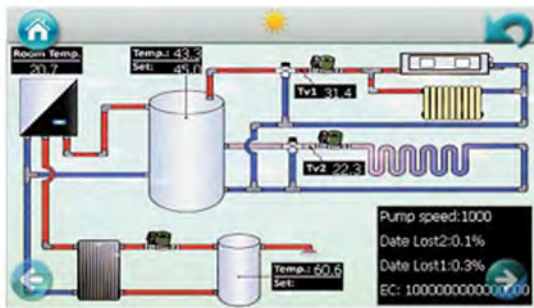 Room Temp.
20.7
Temp.: 43.3
Set: 45.0
Tv1 31.4
Tv2 22.3
Temp.: 60.6
Set:
Pump speed:1000
Date Lost2:0.1%
Date Lost1:0.3%